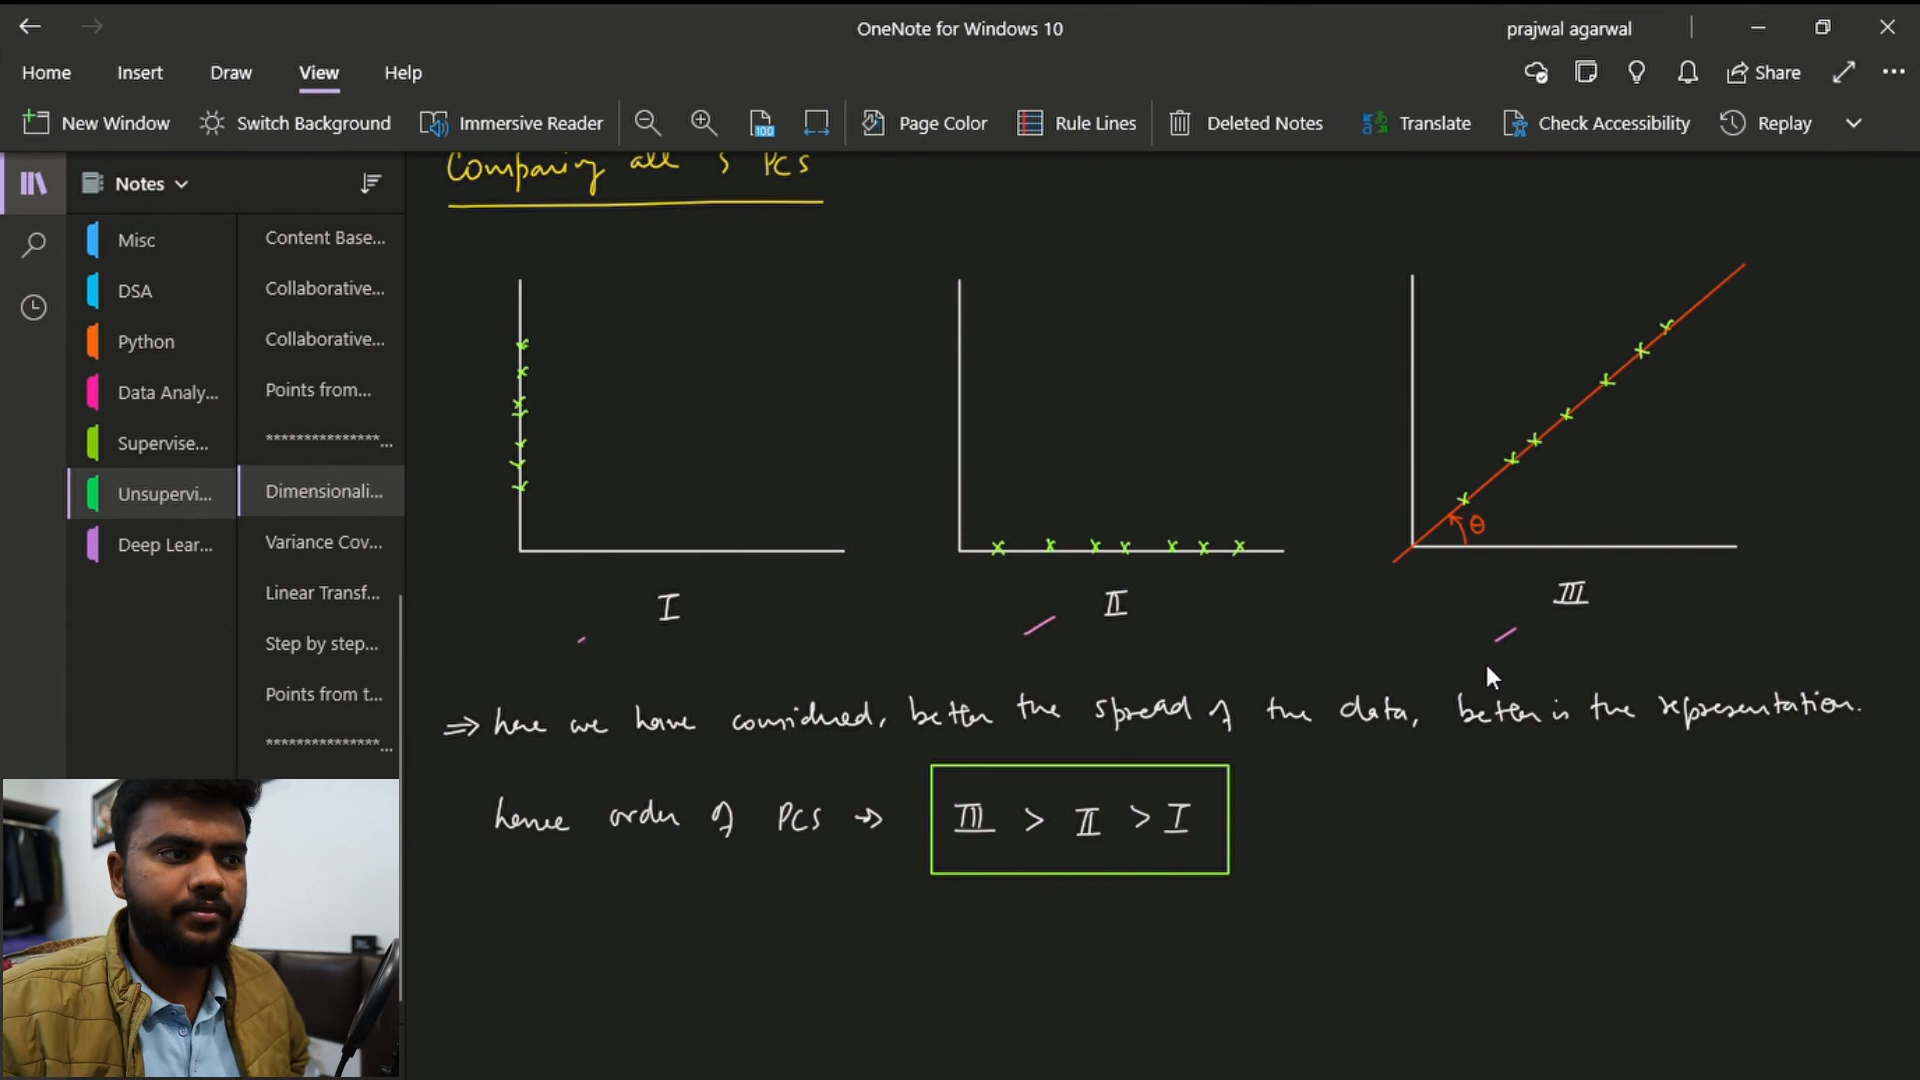 OneNote for Windows 10
prajwal agarwal
Home Insert Draw View Help
Share
New Window Switch Background Immersive Reader 100 Page Color Rule Lines Deleted Notes Translate Check Accessibility Replay
Notes
Misc
DSA
Python
Data Analy...
Supervise...
Unsupervi...
Deep Lear...
Content Base...
Collaborative...
Collaborative...
Points from...
***************...
Dimensionali...
Variance Cov...
Linear Transf...
Step by step...
Points from t...
***************...
Comparing all 3 PCs
θ
I II III
⇒ here we have considered, better the spread of the data, better is the representation.
hence order of PCs → III > II > I